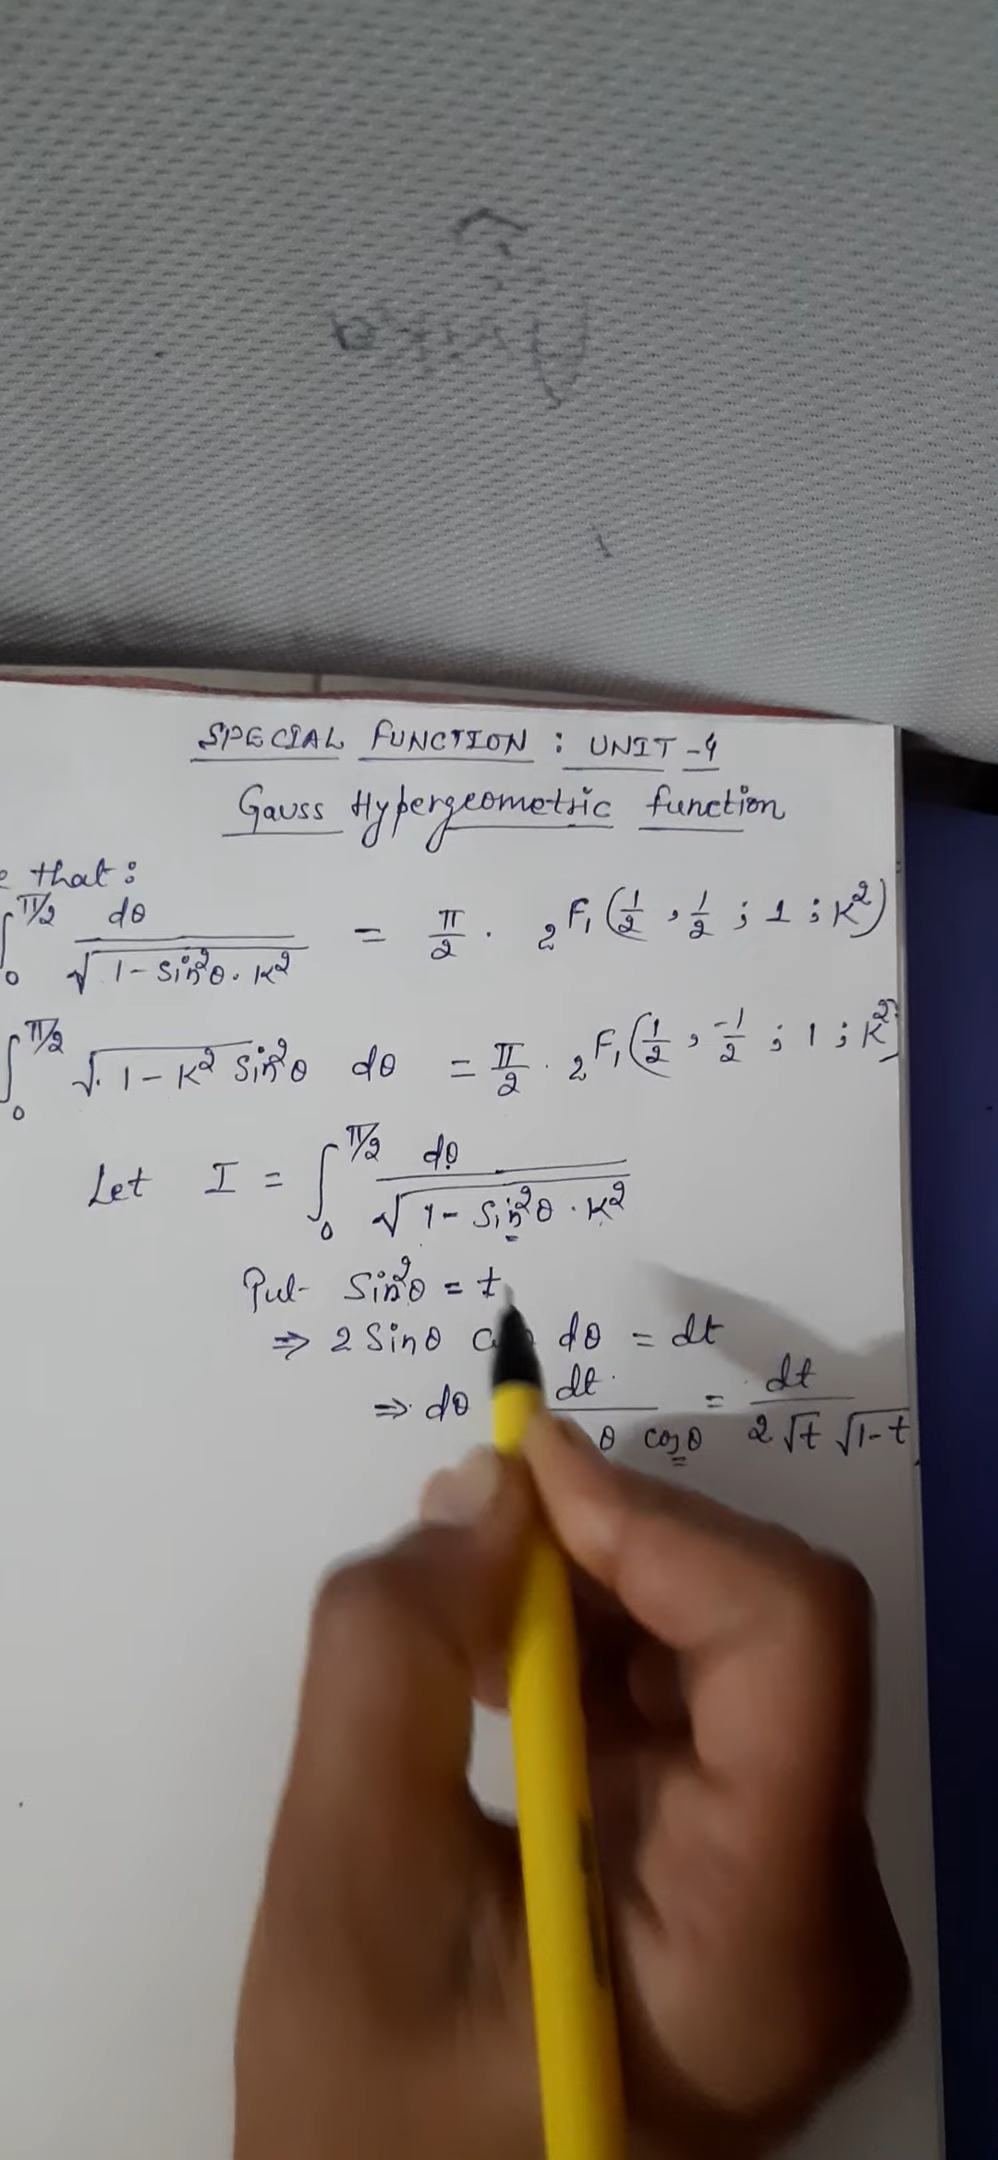 SPECIAL FUNCTION : UNIT-4
Gauss Hypergeometric function
that:
∫₀^{π/2} dθ / √(1 - Sin²θ · K²) = π/2 · ₂F₁(1/2, 1/2; 1; K²)
∫₀^{π/2} √(1 - K² Sin²θ) dθ = π/2 · ₂F₁(1/2, -1/2; 1; K²)
Let I = ∫₀^{π/2} dθ / √(1 - Sin²θ · K²)
Put Sin²θ = t
⇒ 2 Sinθ dθ = dt
⇒ dθ dt / θ cosθ = dt / 2√t √1-t